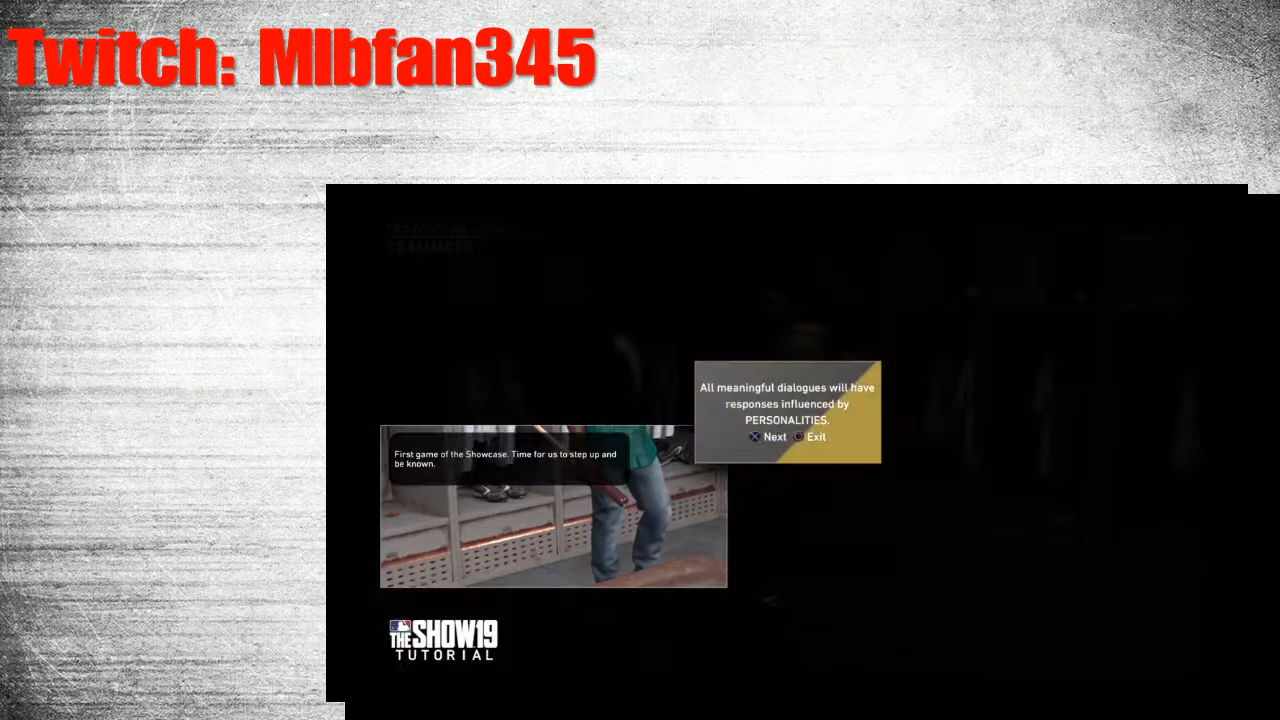 Twitch: Mlbfan345
All meaningful dialogues will have
responses influenced by
PERSONALITIES.
Next Exit
First game of the Showcase. Time for us to step up and
be known.
THE SHOW19
TUTORIAL